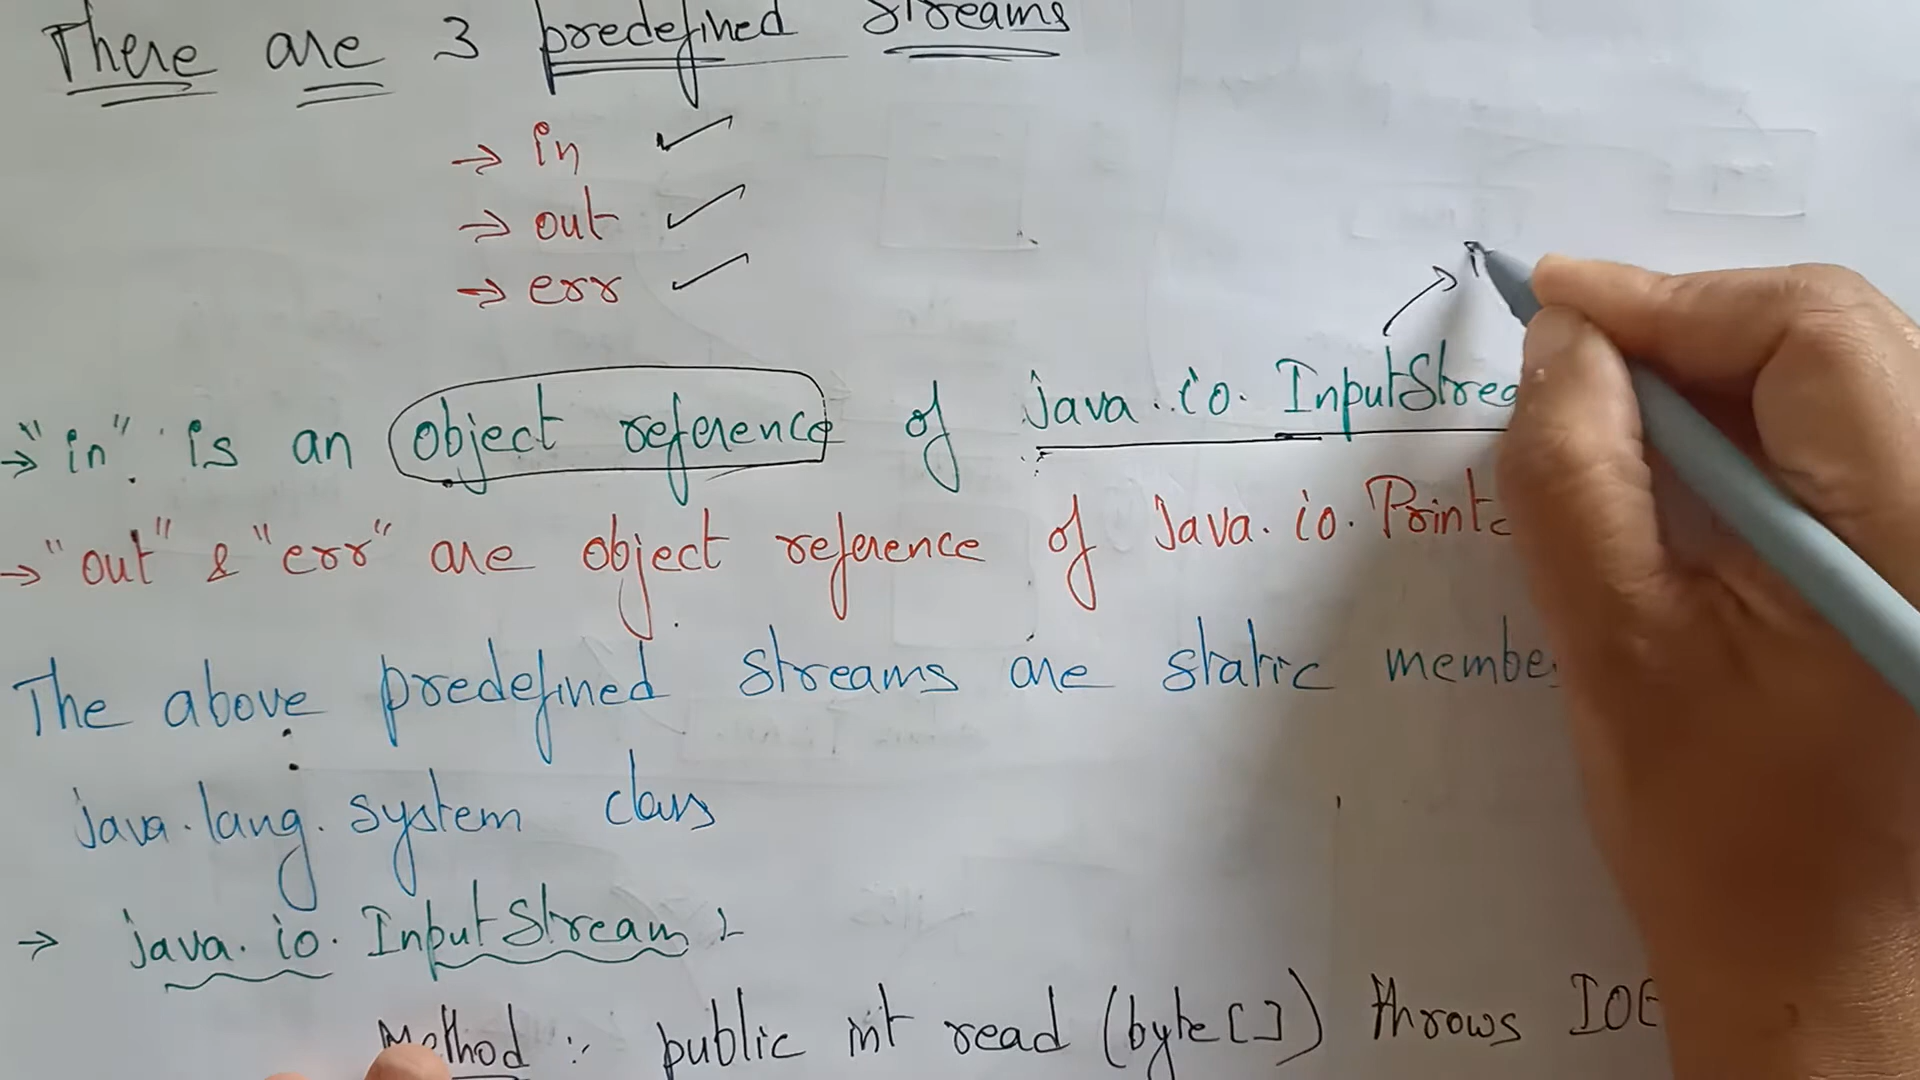 There are 3 predefined streams
→ in ✓
→ out ✓
→ err ✓
→ "in" is an object reference of java.io.InputStrea
→ "out" & "err" are object reference of Java.io.Print
The above predefined streams are static membe
java.lang.system class
→ java.io.InputStream :-
Method :- public int read (byte[]) throws IOE